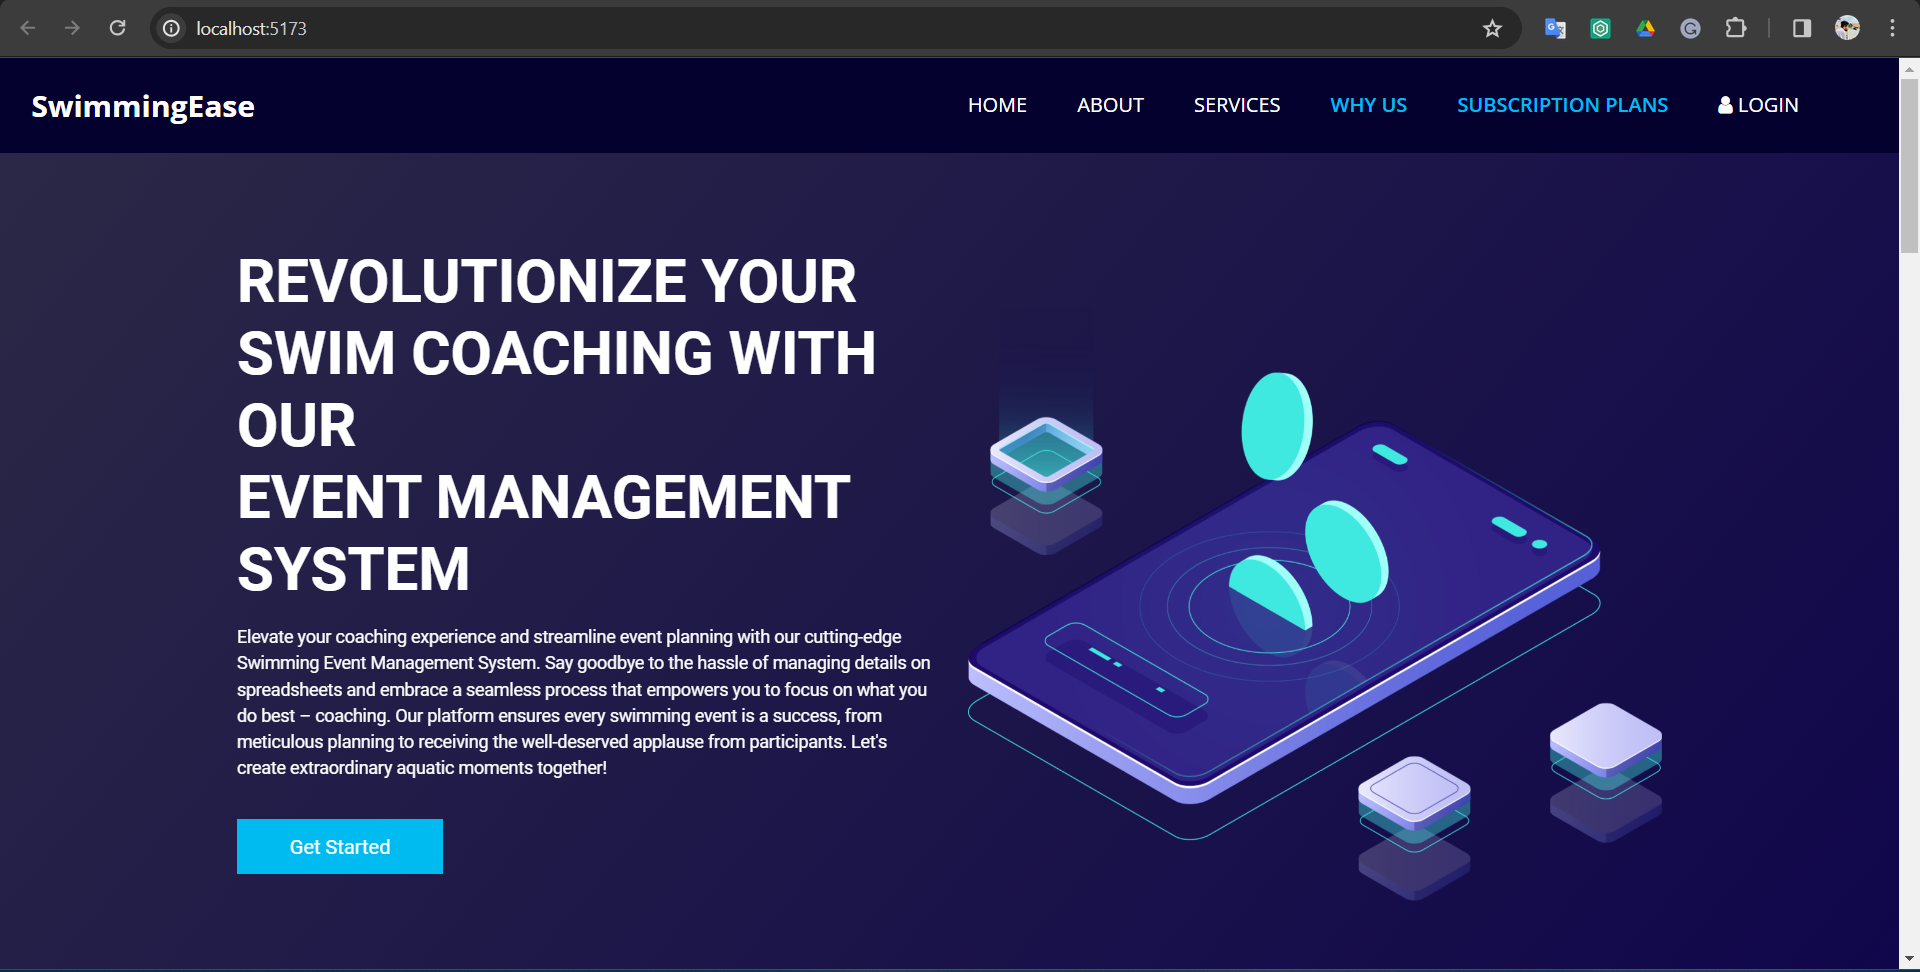 localhost:5173
SwimmingEase
HOME ABOUT SERVICES WHY US SUBSCRIPTION PLANS LOGIN
REVOLUTIONIZE YOUR
SWIM COACHING WITH
OUR
EVENT MANAGEMENT
SYSTEM
Elevate your coaching experience and streamline event planning with our cutting-edge
Swimming Event Management System. Say goodbye to the hassle of managing details on
spreadsheets and embrace a seamless process that empowers you to focus on what you
do best – coaching. Our platform ensures every swimming event is a success, from
meticulous planning to receiving the well-deserved applause from participants. Let's
create extraordinary aquatic moments together!
Get Started